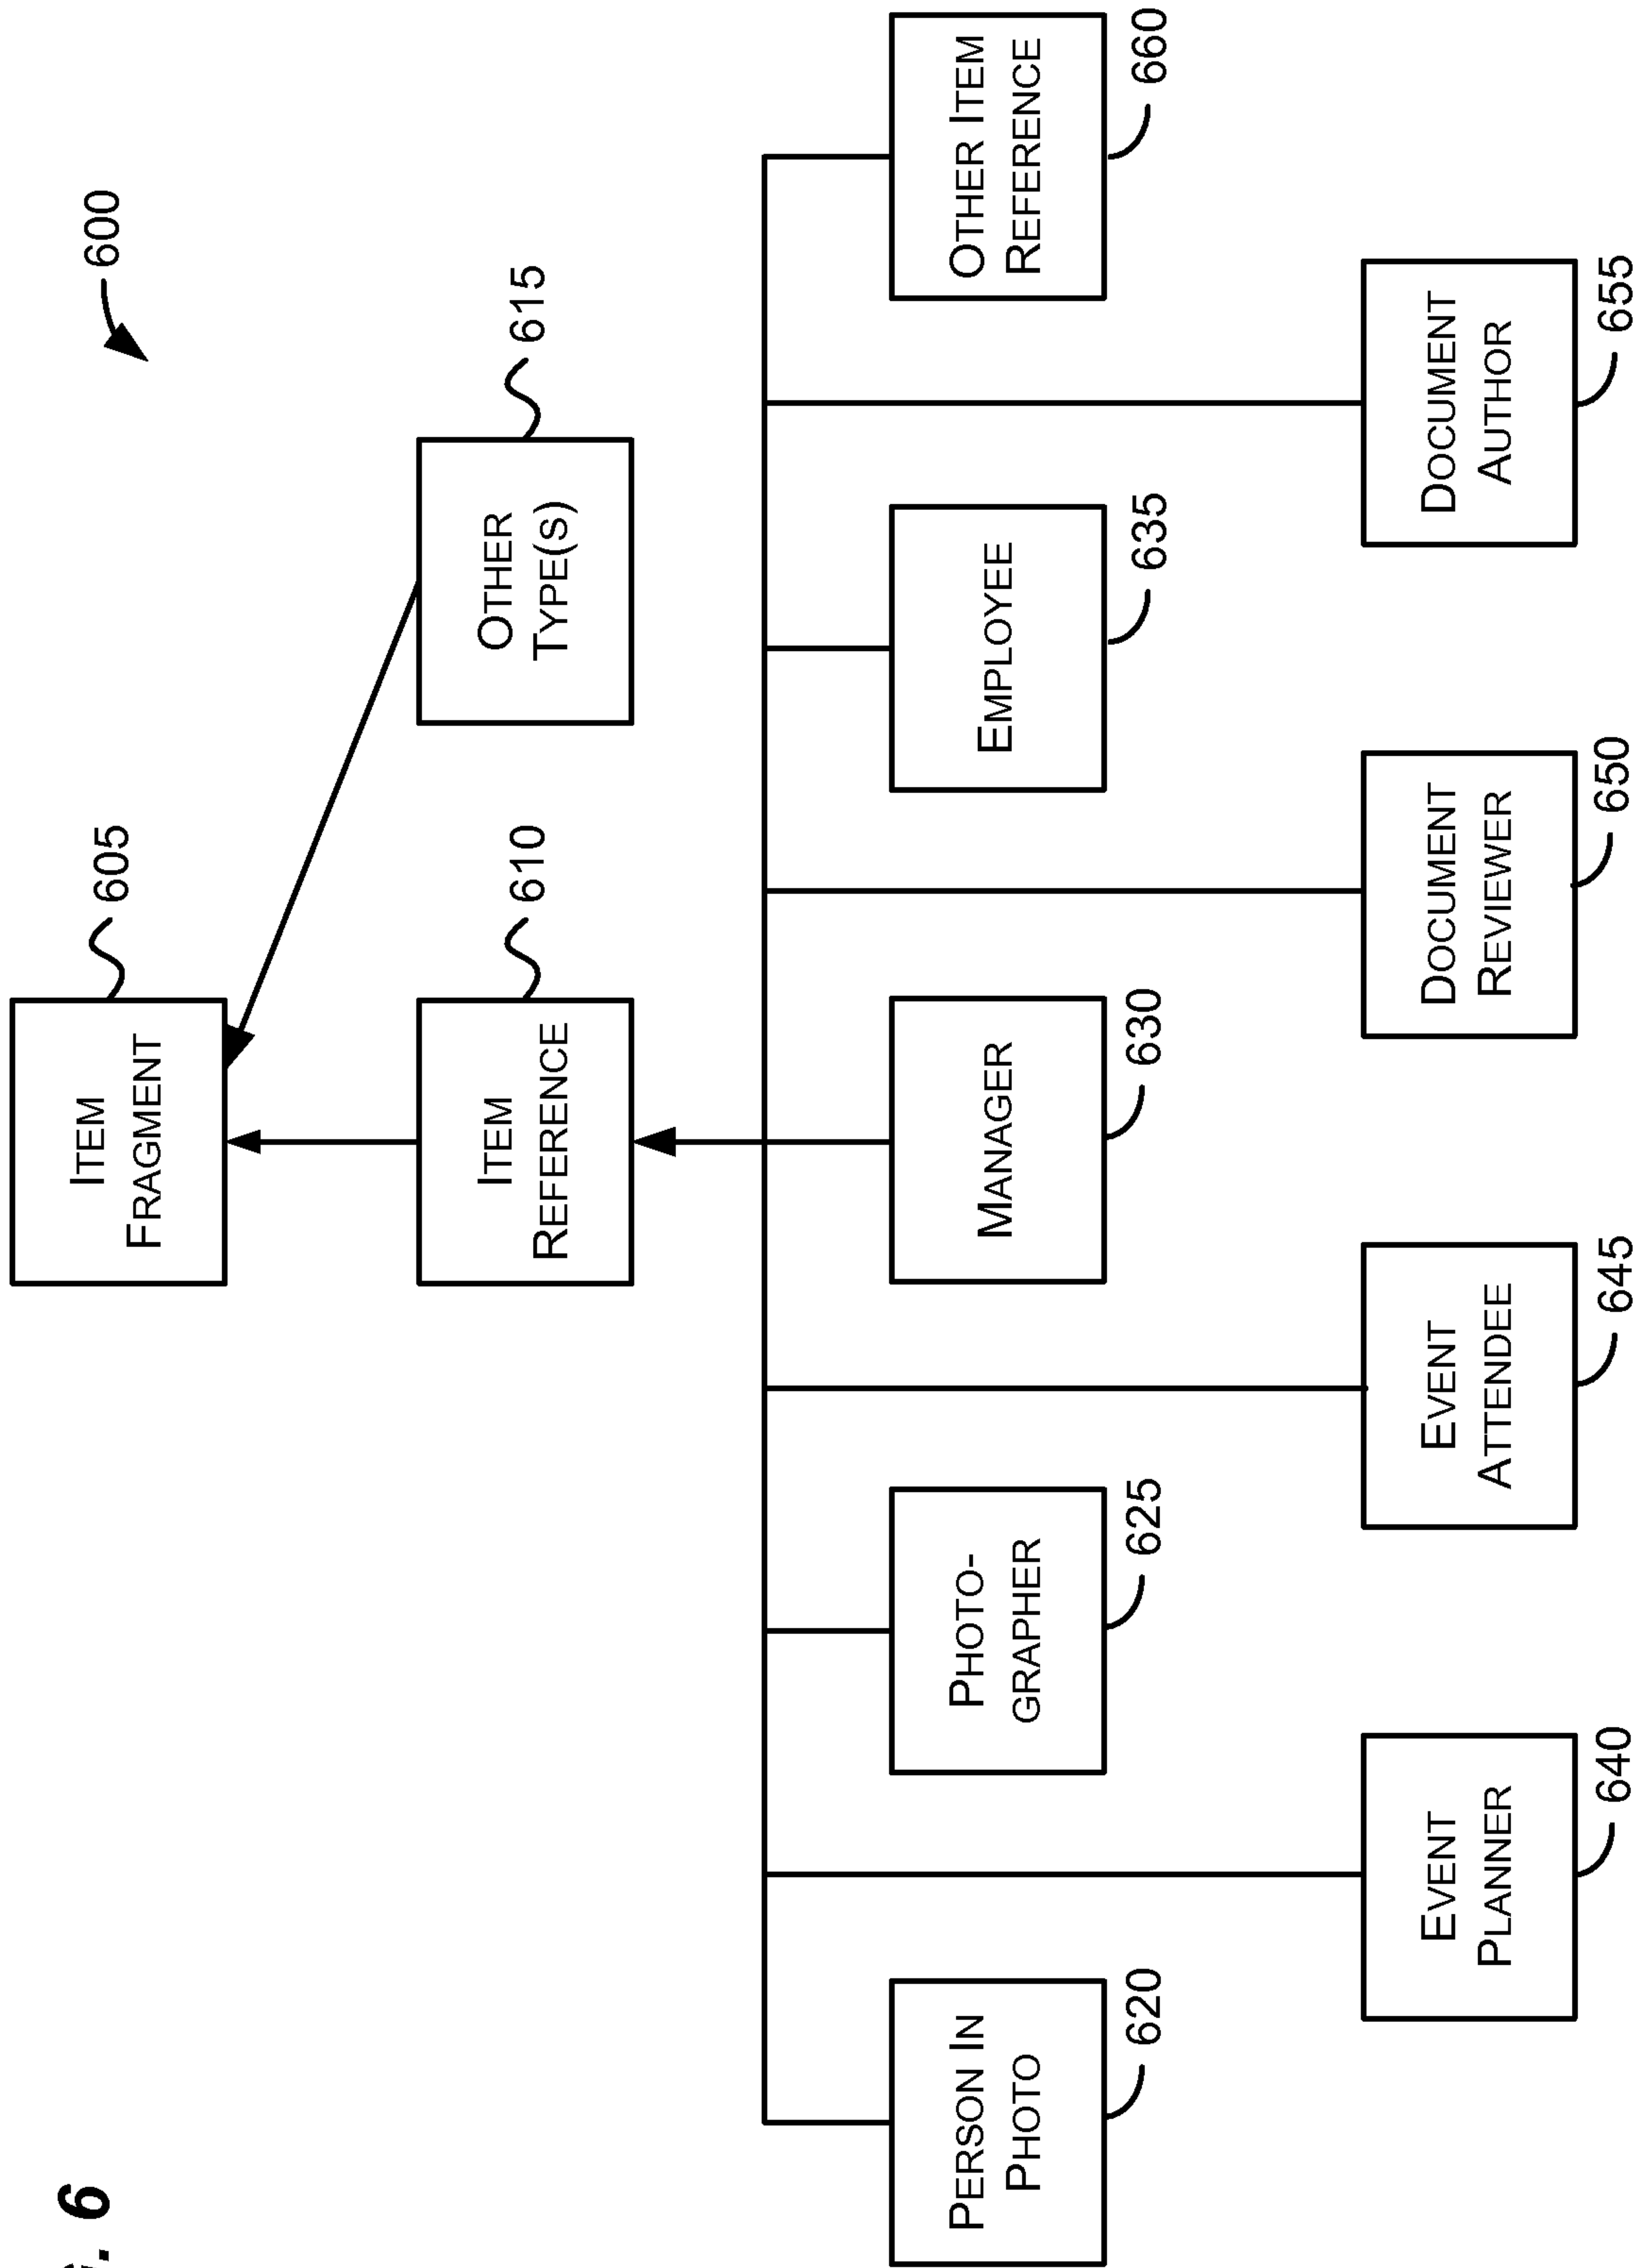 6
600
ITEM
FRAGMENT
605
ITEM
REFERENCE
610
OTHER
TYPE(S)
615
PERSON IN
PHOTO
620
PHOTO-
GRAPHER
625
MANAGER
630
EMPLOYEE
635
OTHER ITEM
REFERENCE
660
EVENT
PLANNER
640
EVENT
ATTENDEE
645
DOCUMENT
REVIEWER
650
DOCUMENT
AUTHOR
655